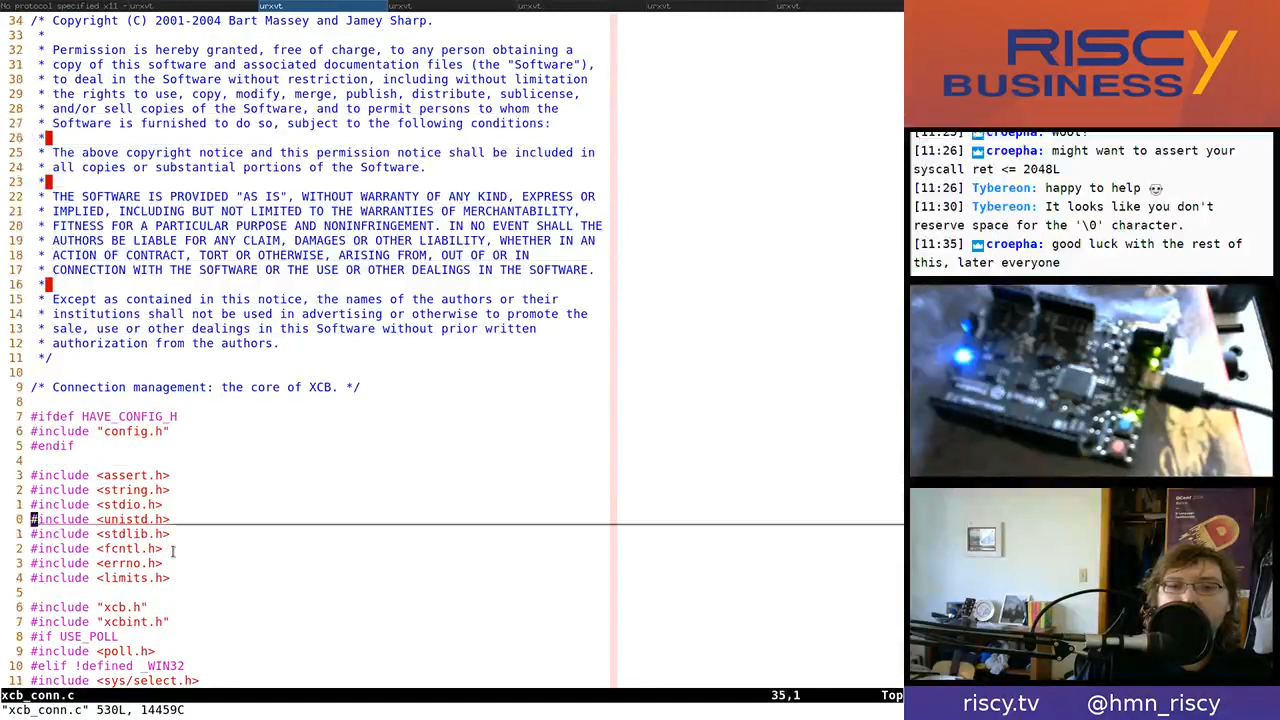 No protocol specified x11 - urxvt
urxvt
urxvt
urxvt
urxvt
urxvt
34 /* Copyright (C) 2001-2004 Bart Massey and Jamey Sharp.
33  *
32  * Permission is hereby granted, free of charge, to any person obtaining a
31  * copy of this software and associated documentation files (the "Software"),
30  * to deal in the Software without restriction, including without limitation
29  * the rights to use, copy, modify, merge, publish, distribute, sublicense,
28  * and/or sell copies of the Software, and to permit persons to whom the
27  * Software is furnished to do so, subject to the following conditions:
26  *
25  * The above copyright notice and this permission notice shall be included in
24  * all copies or substantial portions of the Software.
23  *
22  * THE SOFTWARE IS PROVIDED "AS IS", WITHOUT WARRANTY OF ANY KIND, EXPRESS OR
21  * IMPLIED, INCLUDING BUT NOT LIMITED TO THE WARRANTIES OF MERCHANTABILITY,
20  * FITNESS FOR A PARTICULAR PURPOSE AND NONINFRINGEMENT. IN NO EVENT SHALL THE
19  * AUTHORS BE LIABLE FOR ANY CLAIM, DAMAGES OR OTHER LIABILITY, WHETHER IN AN
18  * ACTION OF CONTRACT, TORT OR OTHERWISE, ARISING FROM, OUT OF OR IN
17  * CONNECTION WITH THE SOFTWARE OR THE USE OR OTHER DEALINGS IN THE SOFTWARE.
16  *
15  * Except as contained in this notice, the names of the authors or their
14  * institutions shall not be used in advertising or otherwise to promote the
13  * sale, use or other dealings in this Software without prior written
12  * authorization from the authors.
11  */
10
9 /* Connection management: the core of XCB. */
8
7 #ifdef HAVE_CONFIG_H
6 #include "config.h"
5 #endif
4
3 #include <assert.h>
2 #include <string.h>
1 #include <stdio.h>
0 #include <unistd.h>
1 #include <stdlib.h>
2 #include <fcntl.h>
3 #include <errno.h>
4 #include <limits.h>
5
6 #include "xcb.h"
7 #include "xcbint.h"
8 #if USE_POLL
9 #include <poll.h>
10 #elif !defined _WIN32
11 #include <sys/select.h>
xcb_conn.c 35,1 Top
"xcb_conn.c" 530L, 14459C
RISCY
BUSINESS
[11:25] croepha: woot!
[11:26] croepha: might want to assert your
syscall ret <= 2048L
[11:26] Tybereon: happy to help
[11:30] Tybereon: It looks like you don't
reserve space for the '\0' character.
[11:35] croepha: good luck with the rest of
this, later everyone
riscy.tv @hmn_riscy